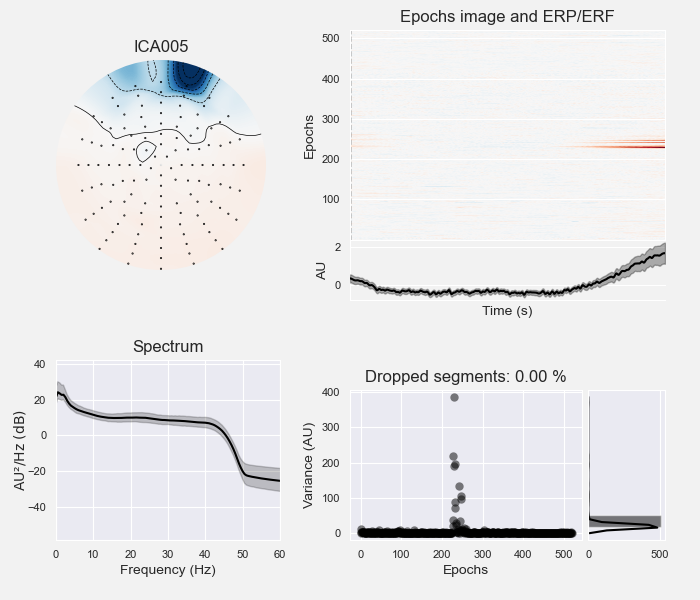 ICA005
Epochs image and ERP/ERF
Epochs
500
400
300
200
100
AU
2
0
Time (s)
Spectrum
AU²/Hz (dB)
40
20
0
−20
−40
0 10 20 30 40 50 60
Frequency (Hz)
Dropped segments: 0.00 %
Variance (AU)
400
300
200
100
0
0 100 200 300 400 500
Epochs
0 500